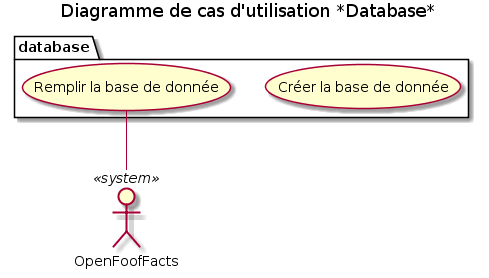 Diagramme de cas d'utilisation *Database*
database
Remplir la base de donnée
Créer la base de donnée
«system»
OpenFoofFacts